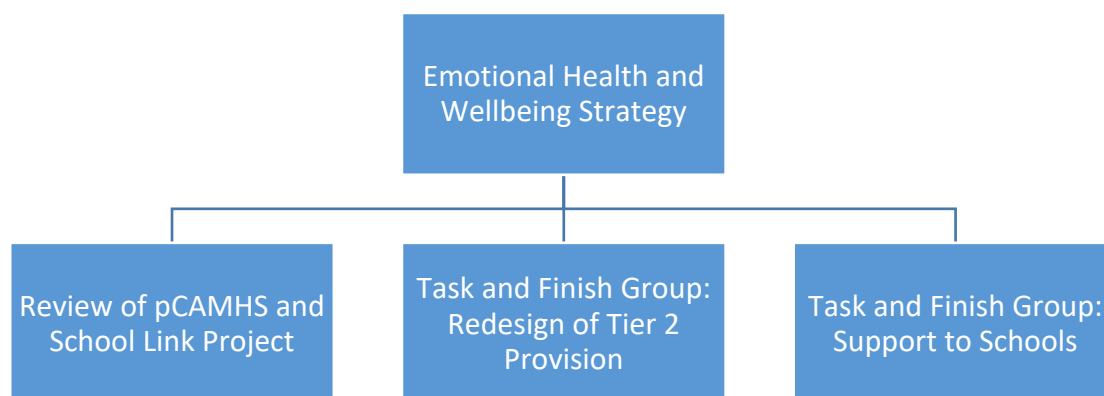 Emotional Health and
Wellbeing Strategy
Review of pCAMHS and
School Link Project
Task and Finish Group:
Redesign of Tier 2
Provision
Task and Finish Group:
Support to Schools